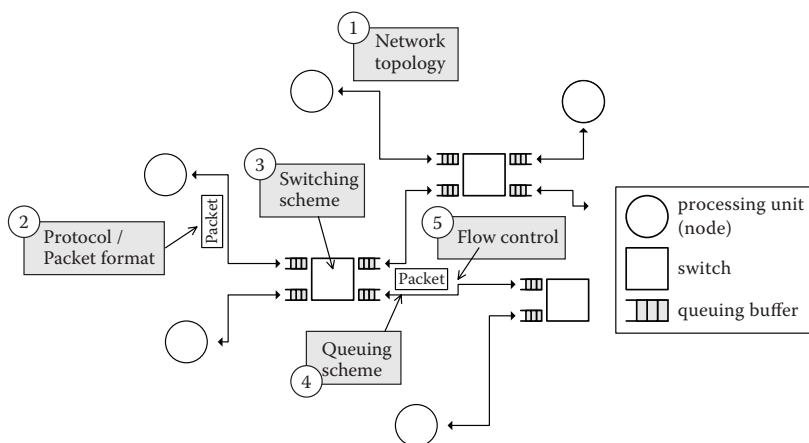 1
Network
topology
2
Protocol /
Packet format
Packet
3
Switching
scheme
5
Flow control
Packet
Queuing
scheme
4
processing unit
(node)
switch
queuing buffer